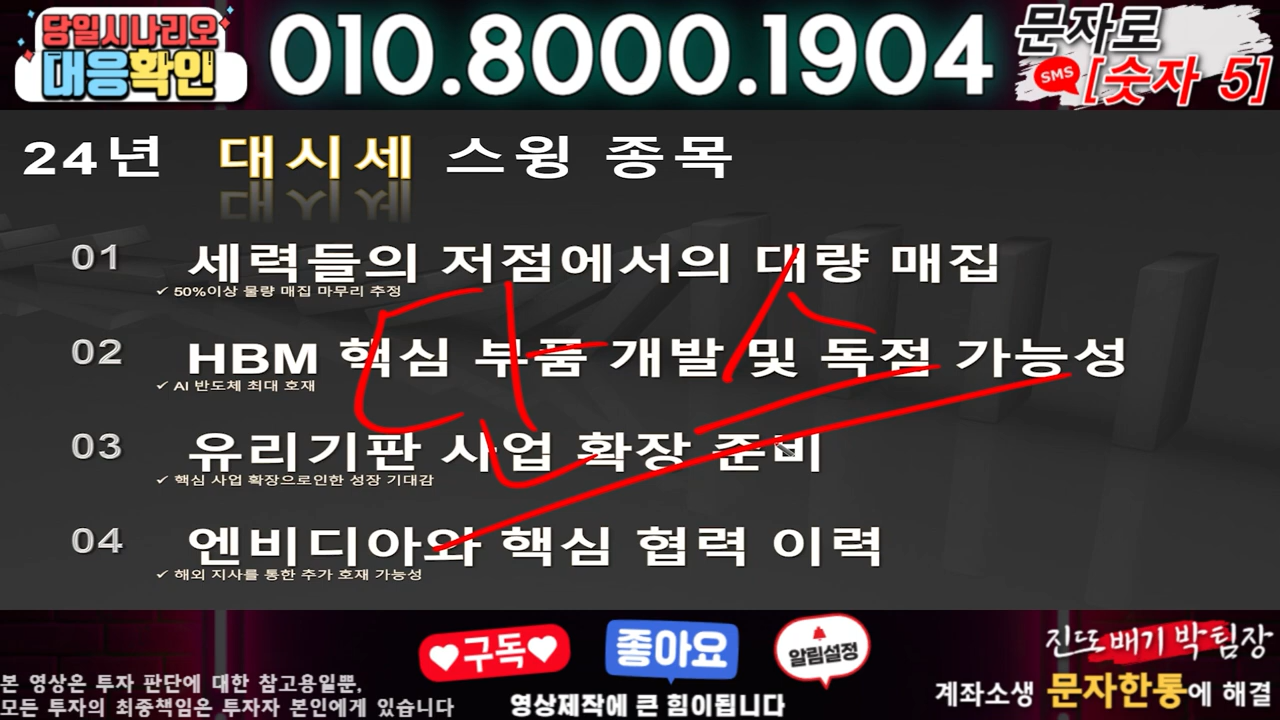 당일시나리오
대응확인
010.8000.1904
문자로
SMS [숫자 5]
24년 대시세 스윙 종목
01 세력들의 저점에서의 대량 매집
✓ 50%이상 물량 매집 마무리 추정
02 HBM 핵심 부품 개발 및 독점 가능성
✓ AI 반도체 최대 호재
03 유리기판 사업 확장 준비
✓ 핵심 사업 확장으로인한 성장 기대감
04 엔비디아와 핵심 협력 이력
✓ 해외 지사를 통한 추가 호재 가능성
단스
구독
좋아요
알림설정
영상제작에 큰 힘이됩니다
본 영상은 투자 판단에 대한 참고용일뿐,
모든 투자의 최종책임은 투자자 본인에게 있습니다
진또배기 박팀장
계좌소생 문자한통에 해결